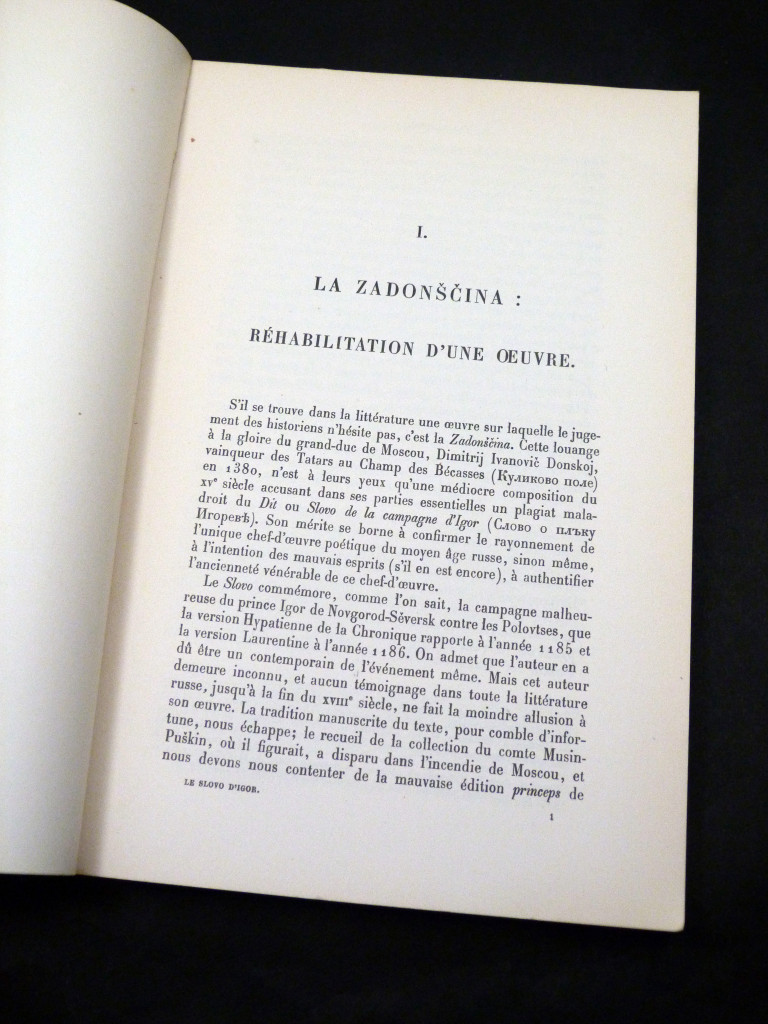 I.
LA ZADONŠČINA :
RÉHABILITATION D'UNE ŒUVRE.
S'il se trouve dans la littérature une œuvre sur laquelle le juge-
ment des historiens n'hésite pas, c'est la Zadonščina. Cette louange
à la gloire du grand-duc de Moscou, Dimitrij Ivanovič Donskoj,
vainqueur des Tatars au Champ des Bécasses (Куликово поле)
en 1380, n'est à leurs yeux qu'une médiocre composition du
XVᵉ siècle accusant dans ses parties essentielles un plagiat mala-
droit du Dit ou Slovo de la campagne d'Igor (Слово о плъку
Игоревѣ). Son mérite se borne à confirmer le rayonnement de
l'unique chef-d'œuvre poétique du moyen âge russe, sinon même,
à l'intention des mauvais esprits (s'il en est encore), à authentifier
l'ancienneté vénérable de ce chef-d'œuvre.
Le Slovo commémore, comme l'on sait, la campagne malheu-
reuse du prince Igor de Novgorod-Sěversk contre les Polovtses, que
la version Hypatienne de la Chronique rapporte à l'année 1185 et
la version Laurentine à l'année 1186. On admet que l'auteur en a
dû être un contemporain de l'événement même. Mais cet auteur
demeure inconnu, et aucun témoignage dans toute la littérature
russe, jusqu'à la fin du XVIIIᵉ siècle, ne fait la moindre allusion à
son œuvre. La tradition manuscrite du texte, pour comble d'infor-
tune, nous échappe; le recueil de la collection du comte Musin-
Puškin, où il figurait, a disparu dans l'incendie de Moscou, et
nous devons nous contenter de la mauvaise édition princeps de
LE SLOVO D'IGOR.
1